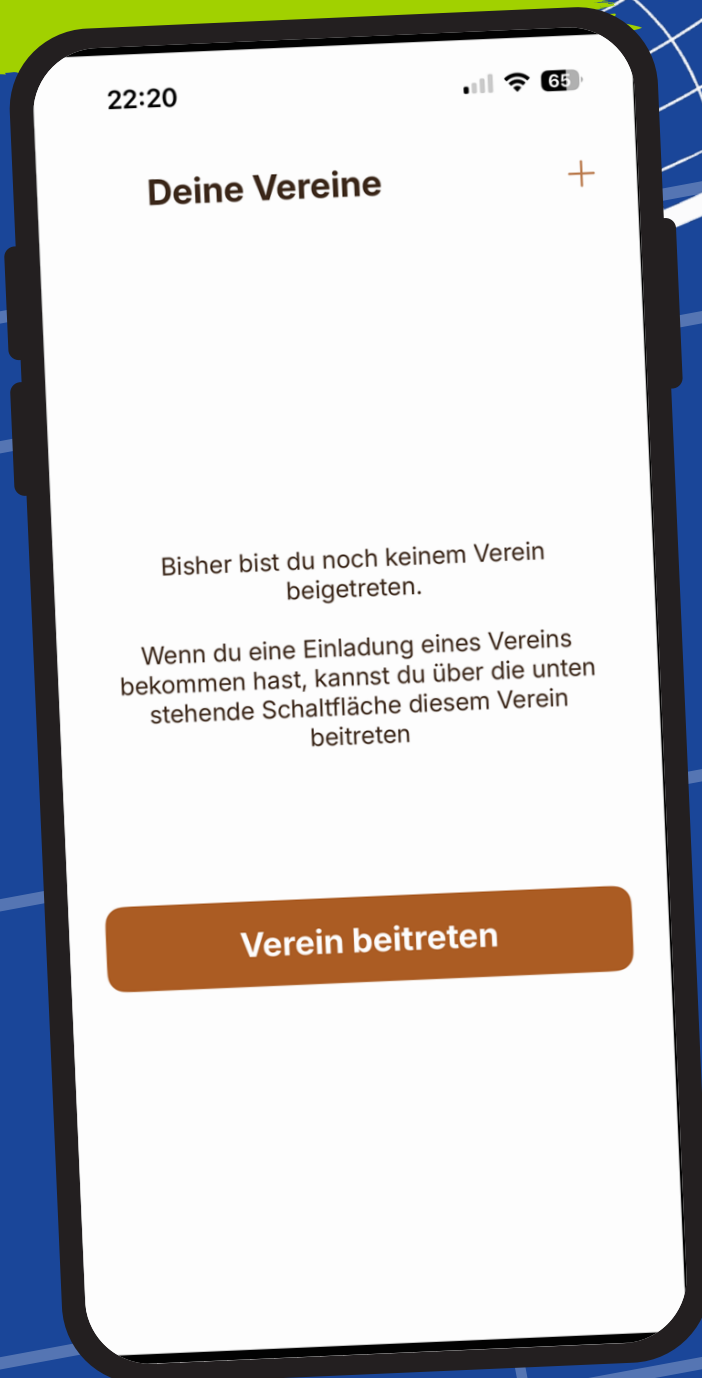 22:20
65
Deine Vereine
Bisher bist du noch keinem Verein
beigetreten.
Wenn du eine Einladung eines Vereins
bekommen hast, kannst du über die unten
stehende Schaltfläche diesem Verein
beitreten
Verein beitreten